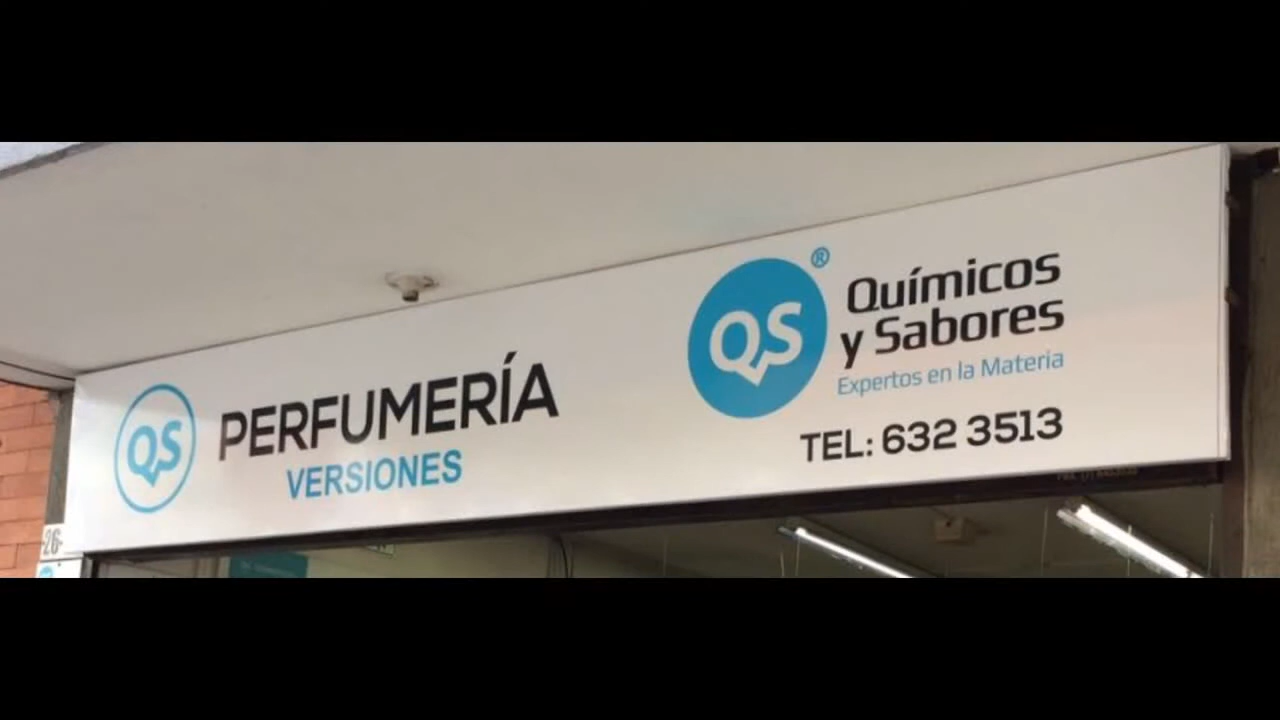 QS
PERFUMERÍA
VERSIONES
QS
®
Químicos
y Sabores
Expertos en la Materia
TEL: 632 3513
26-